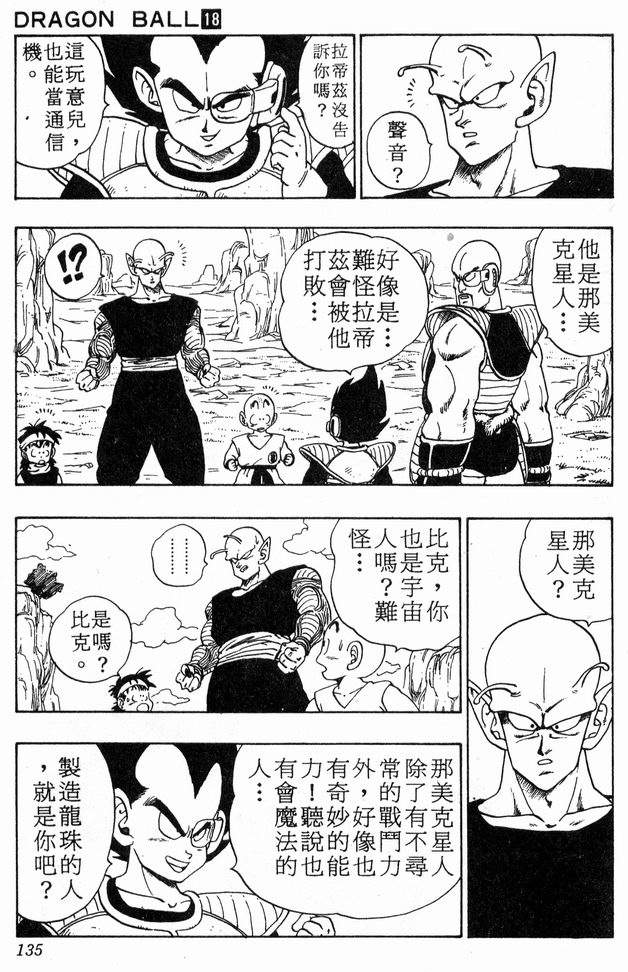 DRAGON BALL 18
聲音？
拉蒂茲沒告
訴你嗎？
這玩意兒，
也能當通信
機。
他是那美
克星人…
好像是…
難怪拉帝
茲會被他
打敗…
!?
那美克
星人？
比克，你
也是宇宙
人嗎？難
怪…
……
是嗎？
比克。
那美克星人
除了有不尋
常的戰鬥力
外，好像也
有奇妙的能
力！聽說也
有會魔法的
人…
製造龍珠的人
，就是你吧？
135